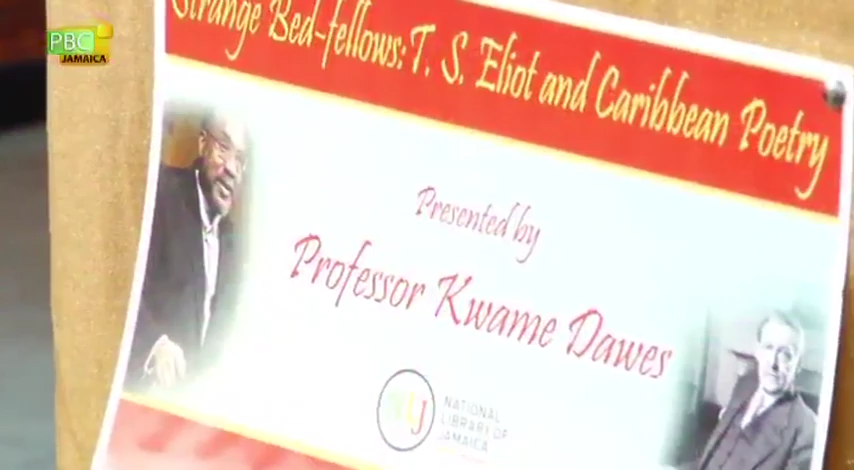 PBC
JAMAICA
Strange Bed-fellows: T. S. Eliot and Caribbean Poetry
Presented by
Professor Kwame Dawes
NLJ
NATIONAL
LIBRARY OF
JAMAICA